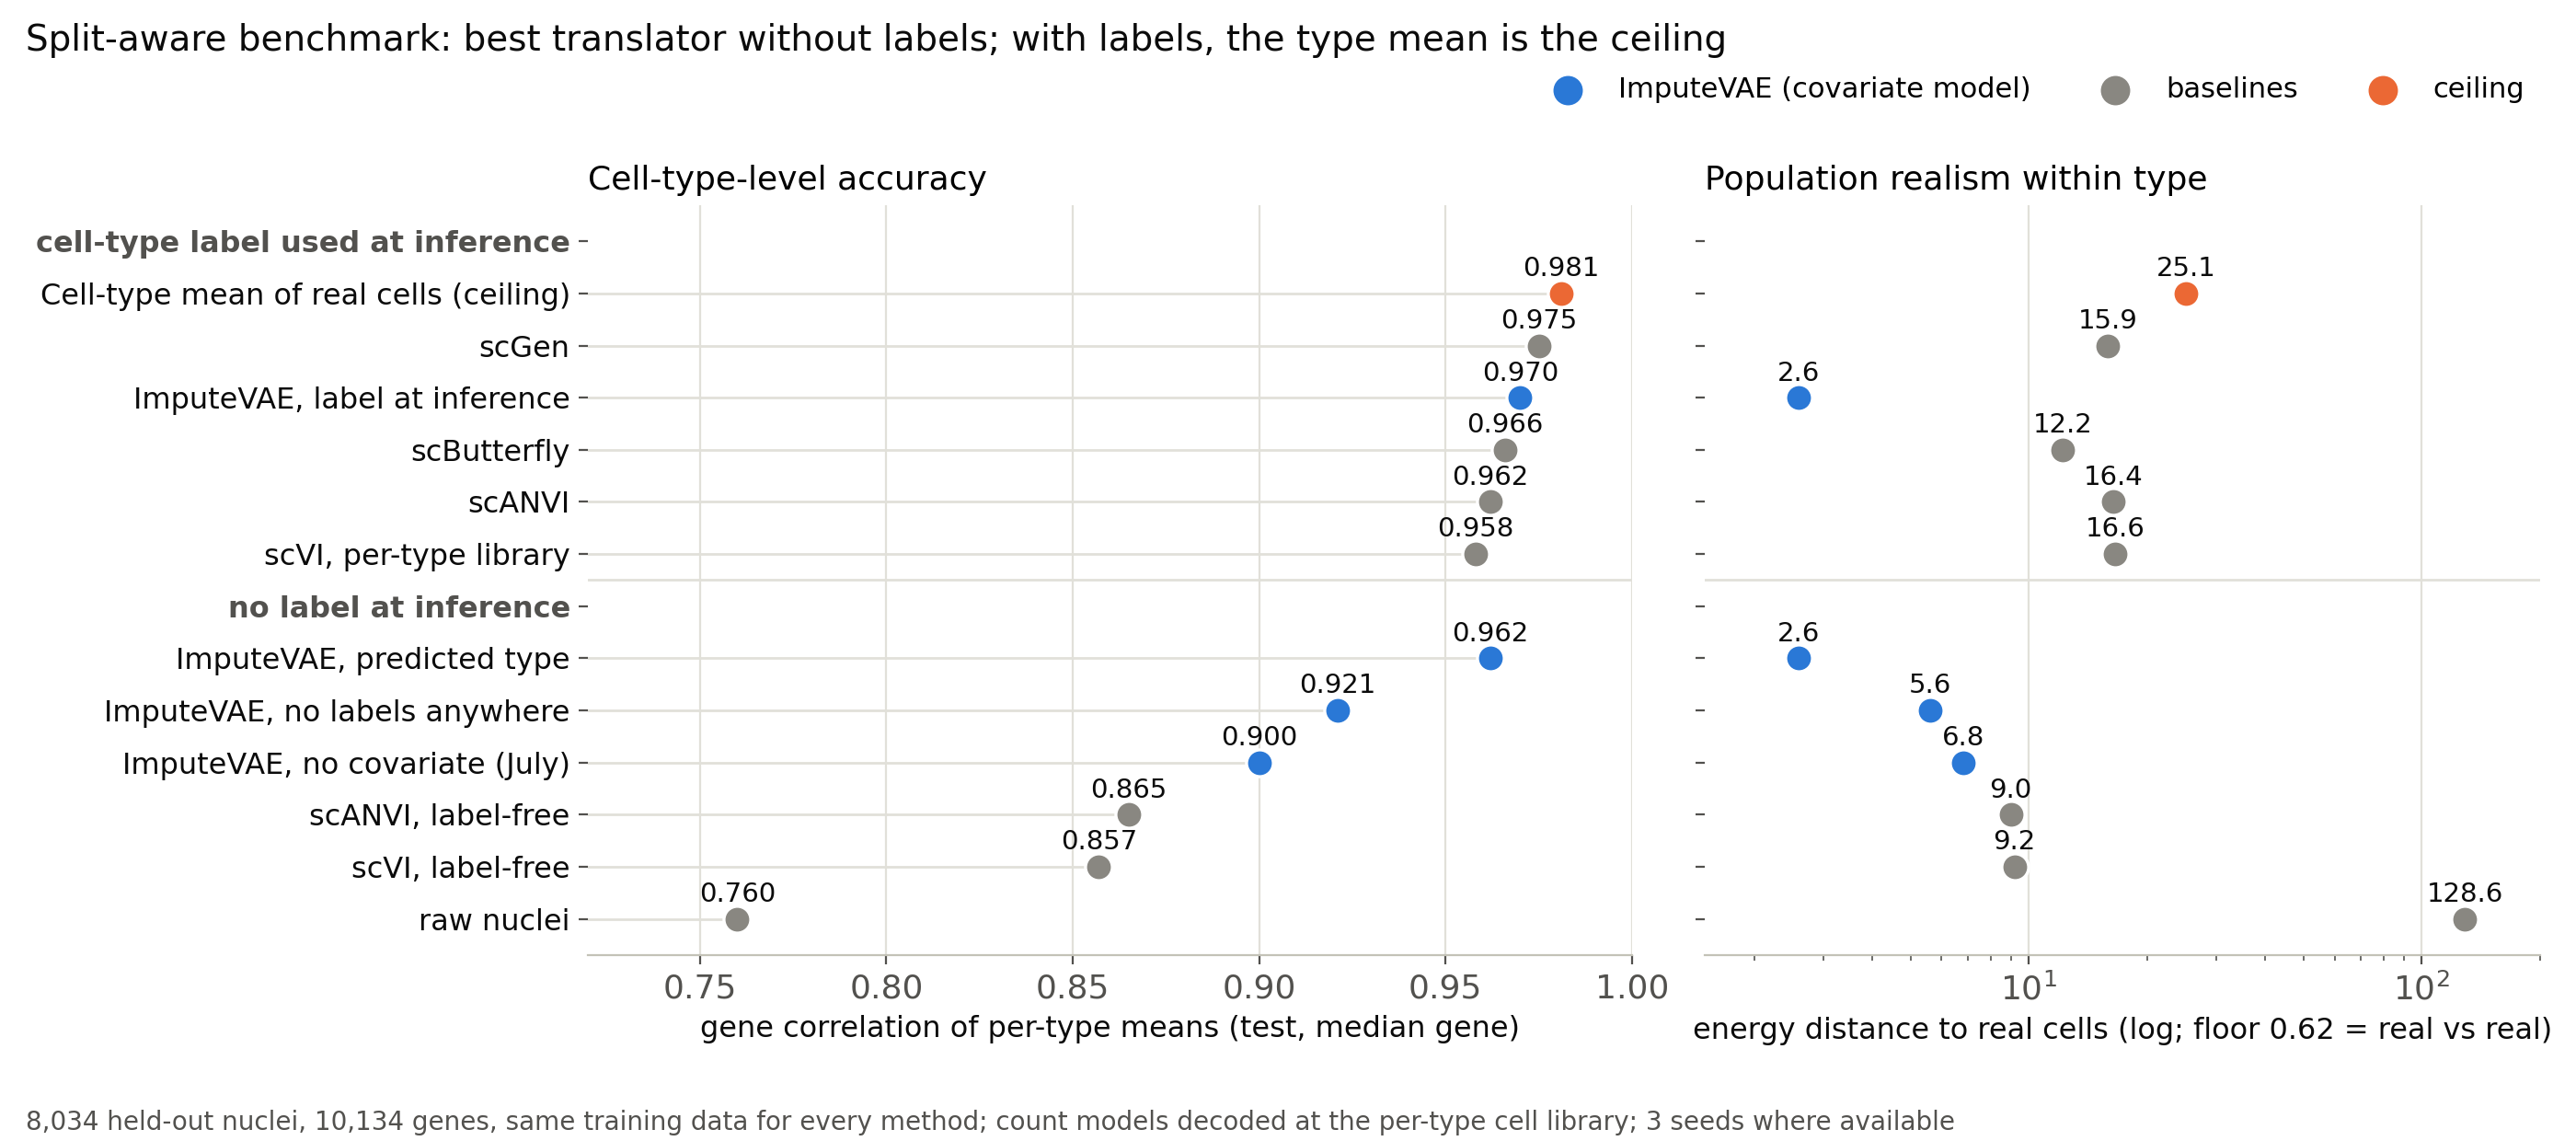 Split-aware benchmark: best translator without labels; with labels, the type mean is the ceiling
ImputeVAE (covariate model)
baselines
ceiling
Cell-type-level accuracy
cell-type label used at inference
Cell-type mean of real cells (ceiling)
0.981
scGen
0.975
ImputeVAE, label at inference
0.970
scButterfly
0.966
scANVI
0.962
scVI, per-type library
0.958
no label at inference
ImputeVAE, predicted type
0.962
ImputeVAE, no labels anywhere
0.921
ImputeVAE, no covariate (July)
0.900
scANVI, label-free
0.865
scVI, label-free
0.857
raw nuclei
0.760
0.75 0.80 0.85 0.90 0.95 1.00
gene correlation of per-type means (test, median gene)
Population realism within type
25.1
15.9
2.6
12.2
16.4
16.6
2.6
5.6
6.8
9.0
9.2
128.6
10¹ 10²
energy distance to real cells (log; floor 0.62 = real vs real)
8,034 held-out nuclei, 10,134 genes, same training data for every method; count models decoded at the per-type cell library; 3 seeds where available